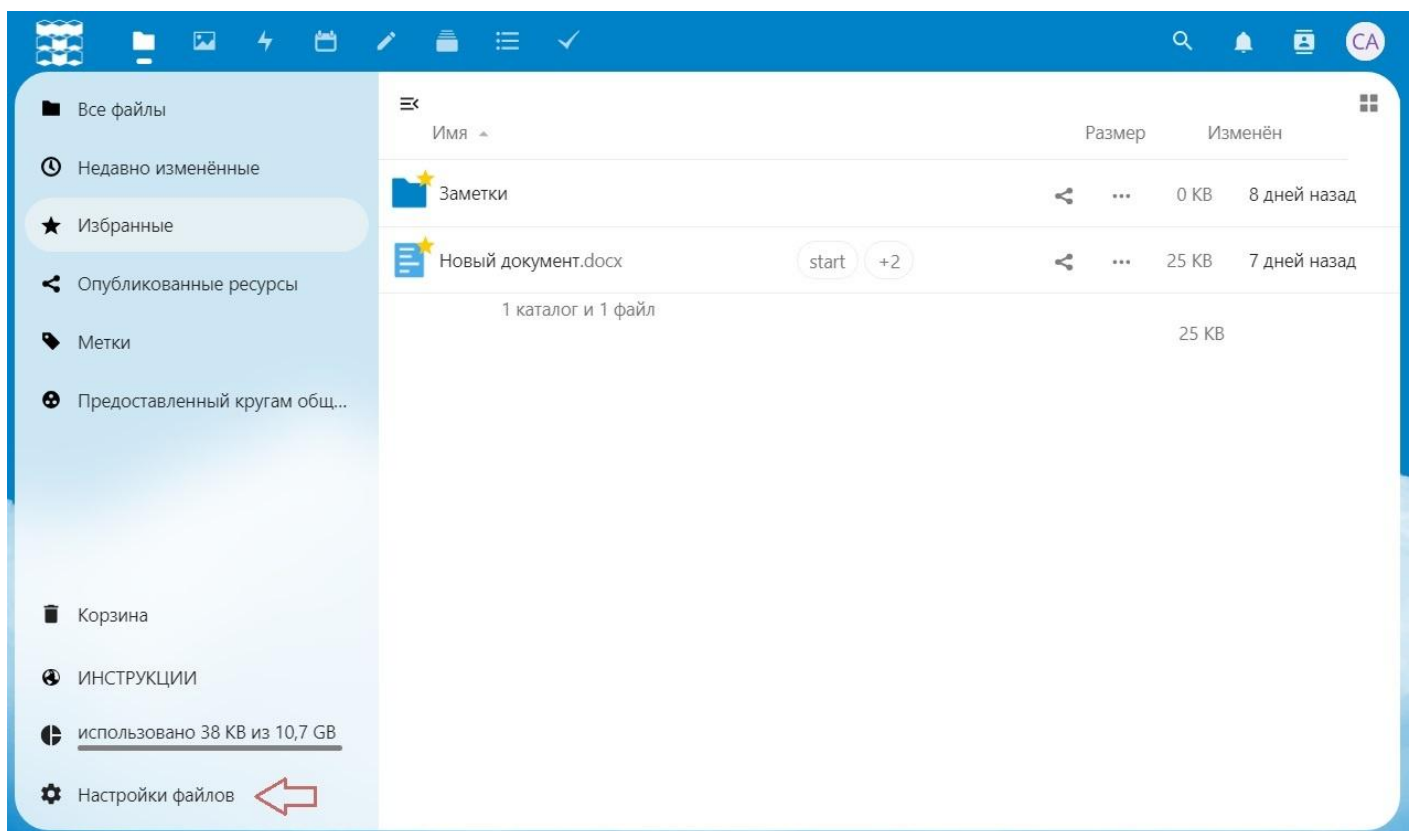 CA
Все файлы
Недавно изменённые
Избранные
Опубликованные ресурсы
Метки
Предоставленный кругам общ...
Корзина
ИНСТРУКЦИИ
использовано 38 KB из 10,7 GB
Настройки файлов
Имя Размер Изменён
Заметки 0 KB 8 дней назад
Новый документ.docx start +2 25 KB 7 дней назад
1 каталог и 1 файл
25 KB